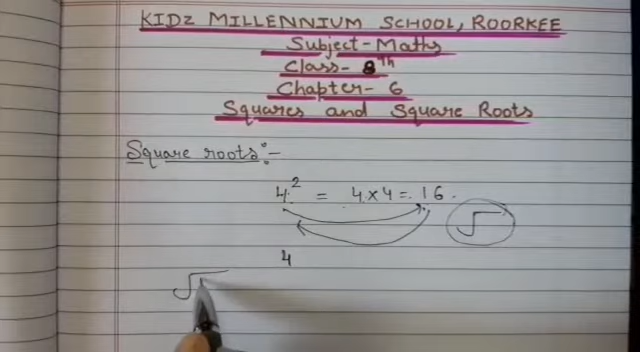 KIDZ MILLENNIUM SCHOOL, ROORKEE
Subject-Maths
Class-8th
Chapter-6
Squares and Square Roots
Square roots:-
4² = 4×4=16.
√
4
√